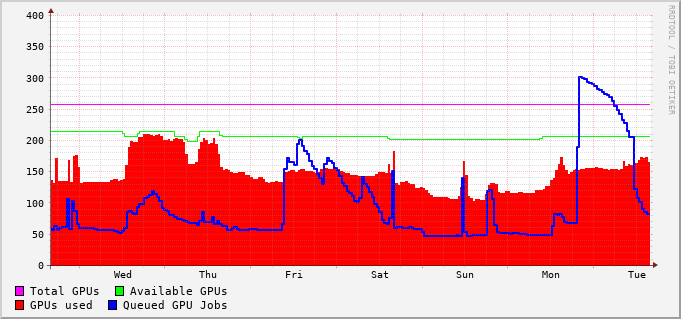 400
350
300
250
200
150
100
50
0
Wed Thu Fri Sat Sun Mon Tue
Total GPUs Available GPUs
GPUs used Queued GPU Jobs
RRDTOOL / TOBI OETIKER